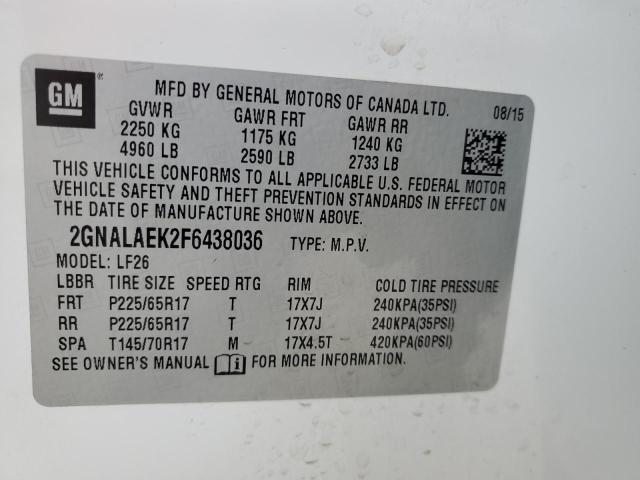 GM ®
MFD BY GENERAL MOTORS OF CANADA LTD. 08/15
GVWR GAWR FRT GAWR RR
2250 KG 1175 KG 1240 KG
4960 LB 2590 LB 2733 LB
THIS VEHICLE CONFORMS TO ALL APPLICABLE U.S. FEDERAL MOTOR
VEHICLE SAFETY AND THEFT PREVENTION STANDARDS IN EFFECT ON
THE DATE OF MANUFACTURE SHOWN ABOVE.
2GNALAEK2F6438036 TYPE: M.P.V.
MODEL: LF26
LBBR TIRE SIZE SPEED RTG RIM COLD TIRE PRESSURE
FRT P225/65R17 T 17X7J 240KPA(35PSI)
RR P225/65R17 T 17X7J 240KPA(35PSI)
SPA T145/70R17 M 17X4.5T 420KPA(60PSI)
SEE OWNER'S MANUAL FOR MORE INFORMATION.